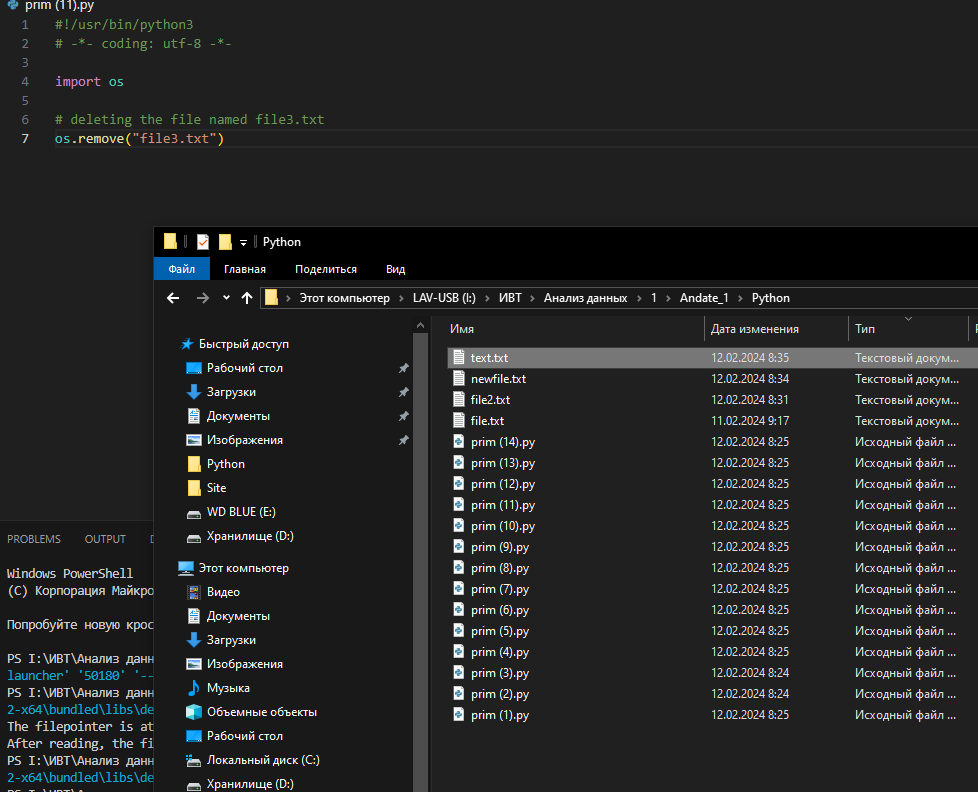 prim (11).py
1 #!/usr/bin/python3
2 # -*- coding: utf-8 -*-
3
4 import os
5
6 # deleting the file named file3.txt
7 os.remove("file3.txt")
Python
Файл Главная Поделиться Вид
Этот компьютер LAV-USB (I:) ИВТ Анализ данных 1 Andate_1 Python
Быстрый доступ
Рабочий стол
Загрузки
Документы
Изображения
Python
Site
WD BLUE (E:)
Хранилище (D:)
Этот компьютер
Видео
Документы
Загрузки
Изображения
Музыка
Объемные объекты
Рабочий стол
Локальный диск (C:)
Хранилище (D:)
Имя Дата изменения Тип
text.txt 12.02.2024 8:35 Текстовый докум...
newfile.txt 12.02.2024 8:34 Текстовый докум...
file2.txt 12.02.2024 8:31 Текстовый докум...
file.txt 11.02.2024 9:17 Текстовый докум...
prim (14).py 12.02.2024 8:25 Исходный файл ...
prim (13).py 12.02.2024 8:25 Исходный файл ...
prim (12).py 12.02.2024 8:25 Исходный файл ...
prim (11).py 12.02.2024 8:25 Исходный файл ...
prim (10).py 12.02.2024 8:25 Исходный файл ...
prim (9).py 12.02.2024 8:25 Исходный файл ...
prim (8).py 12.02.2024 8:25 Исходный файл ...
prim (7).py 12.02.2024 8:25 Исходный файл ...
prim (6).py 12.02.2024 8:25 Исходный файл ...
prim (5).py 12.02.2024 8:25 Исходный файл ...
prim (4).py 12.02.2024 8:25 Исходный файл ...
prim (3).py 12.02.2024 8:24 Исходный файл ...
prim (2).py 12.02.2024 8:24 Исходный файл ...
prim (1).py 12.02.2024 8:25 Исходный файл ...
PROBLEMS OUTPUT
Windows PowerShell
(C) Корпорация Майкро
Попробуйте новую крос
PS I:\ИВТ\Анализ данн
launcher' '50180' '--
PS I:\ИВТ\Анализ данн
2-x64\bundled\libs\de
The filepointer is at
After reading, the fi
PS I:\ИВТ\Анализ данн
2-x64\bundled\libs\de